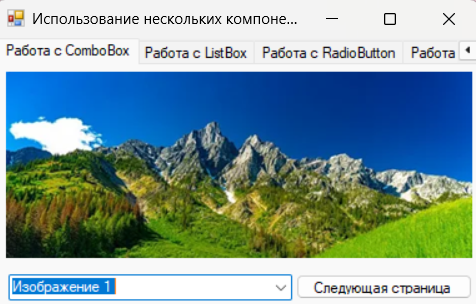 Использование нескольких компоне...
Работа с ComboBox
Работа с ListBox
Работа с RadioButton
Работа
Изображение 1
Следующая страница